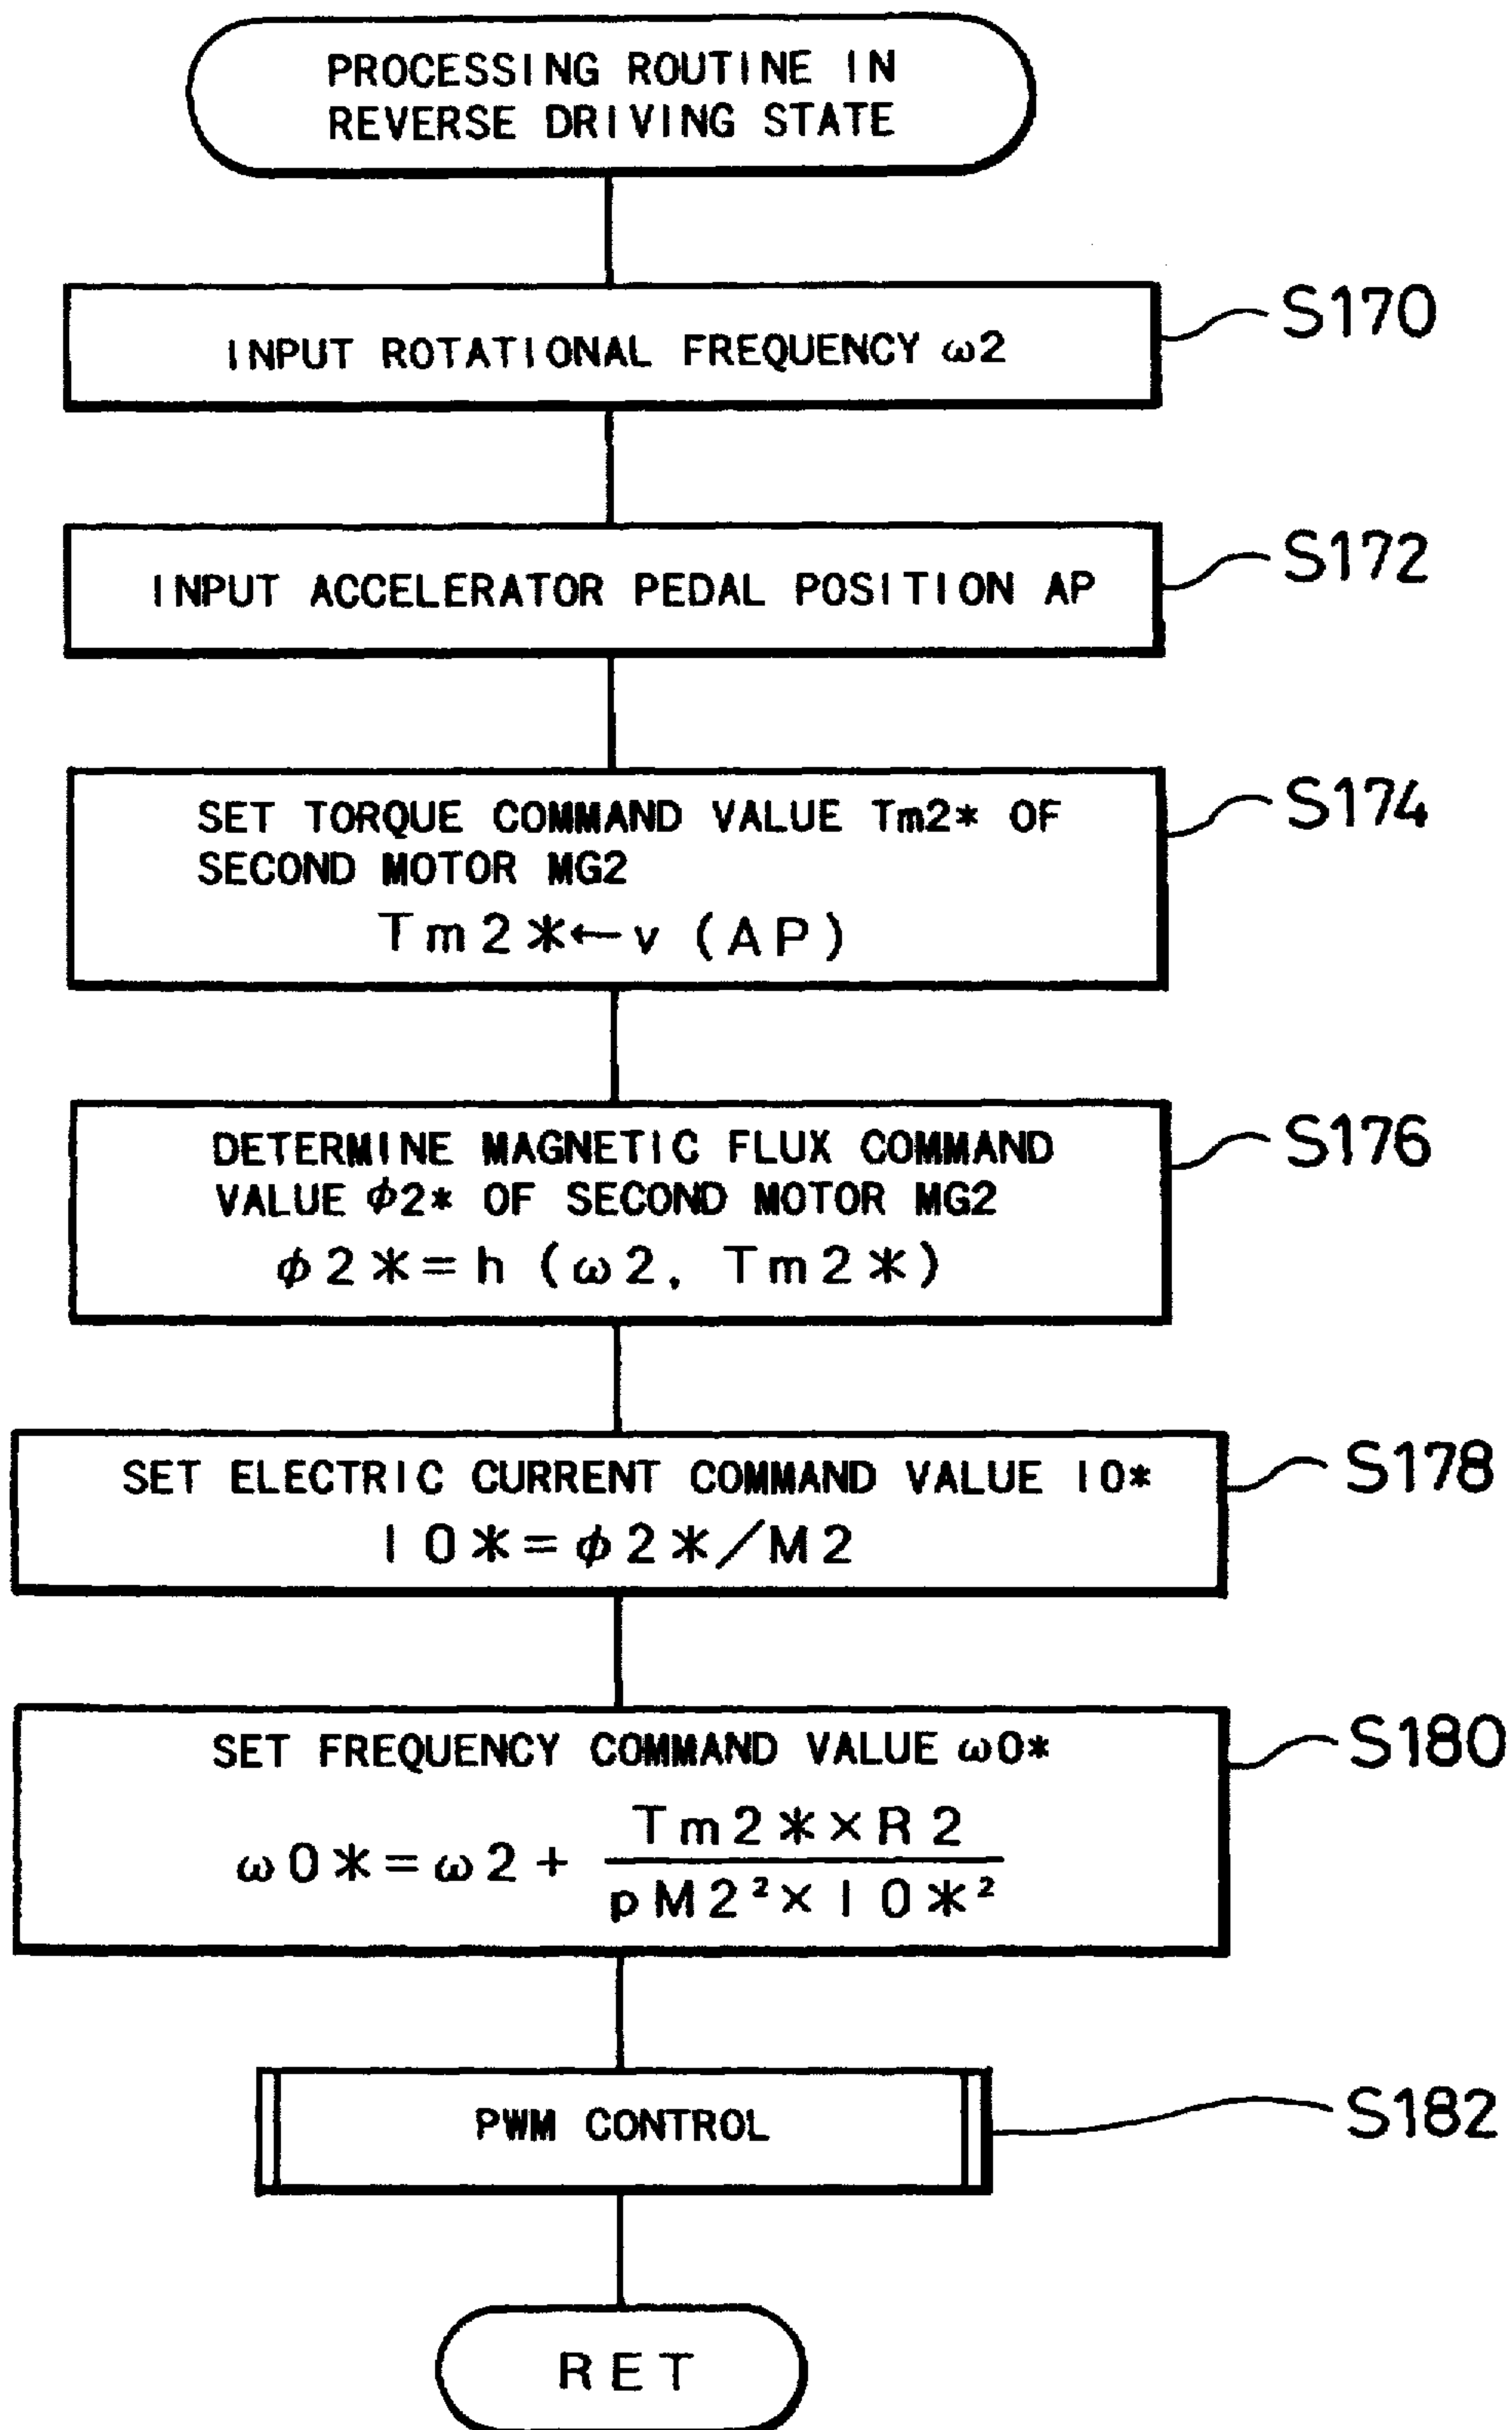 PROCESSING ROUTINE IN
REVERSE DRIVING STATE
INPUT ROTATIONAL FREQUENCY ω2
S170
INPUT ACCELERATOR PEDAL POSITION AP
S172
SET TORQUE COMMAND VALUE Tm2* OF
SECOND MOTOR MG2
Tm2*←v (AP)
S174
DETERMINE MAGNETIC FLUX COMMAND
VALUE φ2* OF SECOND MOTOR MG2
φ2*=h (ω2, Tm2*)
S176
SET ELECTRIC CURRENT COMMAND VALUE I0*
I0*=φ2*/M2
S178
SET FREQUENCY COMMAND VALUE ω0*
ω0*=ω2+ Tm2*×R2
pM2²×I0*²
S180
PWM CONTROL
S182
RET